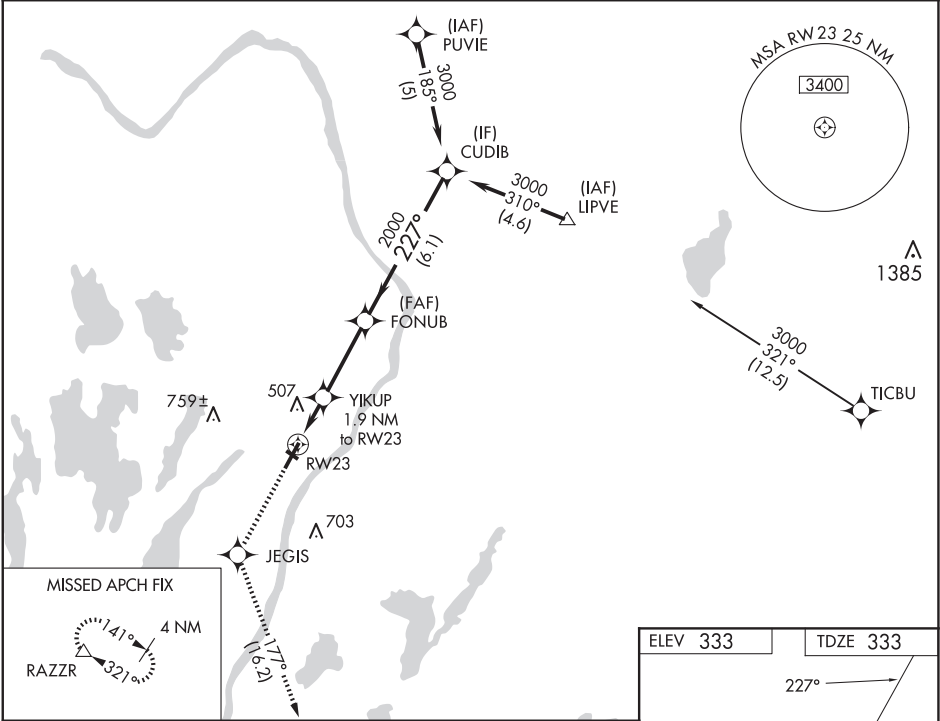 (IAF)
PUVIE
3000
185°
(5)
(IF)
CUDIB
3000
310°
(4.6)
(IAF)
LIPVE
MSA RW23 25 NM
3400
1385
2000
227°
(6.1)
(FAF)
FONUB
3000
321°
(12.5)
TICBU
759±
507
YIKUP
1.9 NM
to RW23
RW23
703
JEGIS
177°
(16.2)
MISSED APCH FIX
141°
4 NM
RAZZR
321°
ELEV 333
TDZE 333
227°